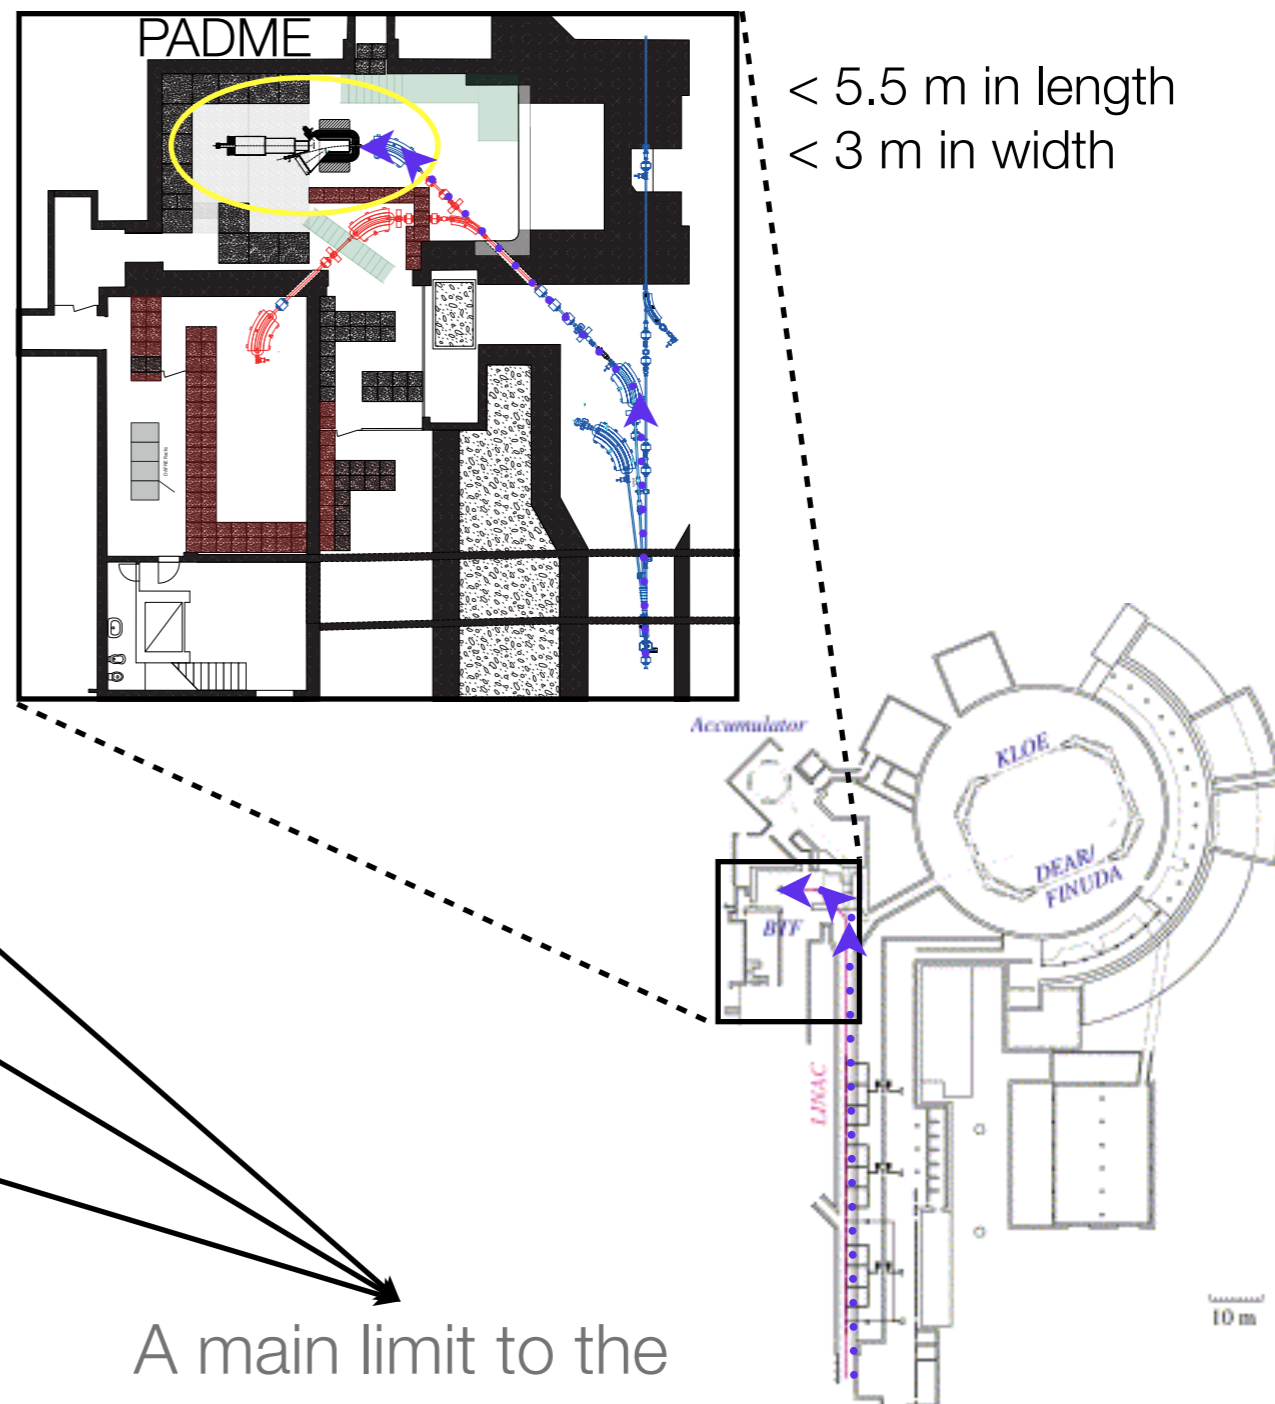 PADME
< 5.5 m in length
< 3 m in width
Accumulator
KLOE
DEAR/
FINUDA
BTF
LINAC
10 m
A main limit to the